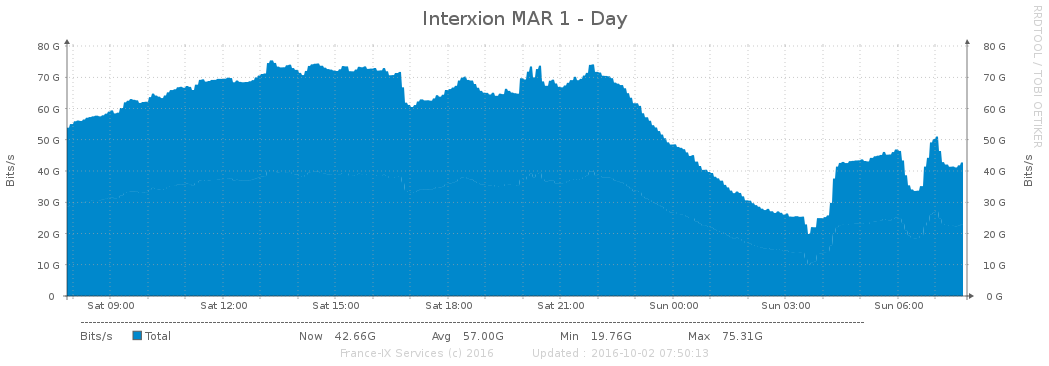 Interxion MAR 1 - Day
RRDTOOL / TOBI OETIKER
Bits/s
Bits/s
80 G 80 G
70 G 70 G
60 G 60 G
50 G 50 G
40 G 40 G
30 G 30 G
20 G 20 G
10 G 10 G
0 0 G
Sat 09:00 Sat 12:00 Sat 15:00 Sat 18:00 Sat 21:00 Sun 00:00 Sun 03:00 Sun 06:00
Bits/s Total Now 42.66G Avg 57.00G Min 19.76G Max 75.31G
France-IX Services (c) 2016 Updated : 2016-10-02 07:50:13